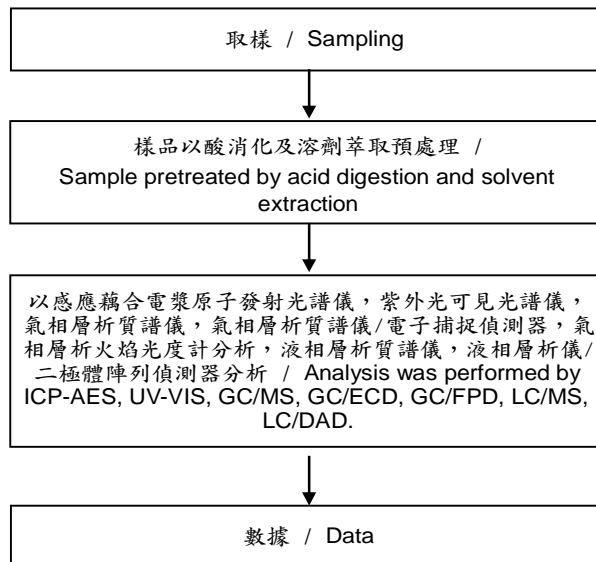 取樣 / Sampling
樣品以酸消化及溶劑萃取預處理 /
Sample pretreated by acid digestion and solvent
extraction
以感應藕合電漿原子發射光譜儀，紫外光可見光譜儀，
氣相層析質譜儀，氣相層析質譜儀/電子捕捉偵測器，氣
相層析火焰光度計分析，液相層析質譜儀，液相層析儀/
二極體陣列偵測器分析 / Analysis was performed by
ICP-AES, UV-VIS, GC/MS, GC/ECD, GC/FPD, LC/MS,
LC/DAD.
數據 / Data